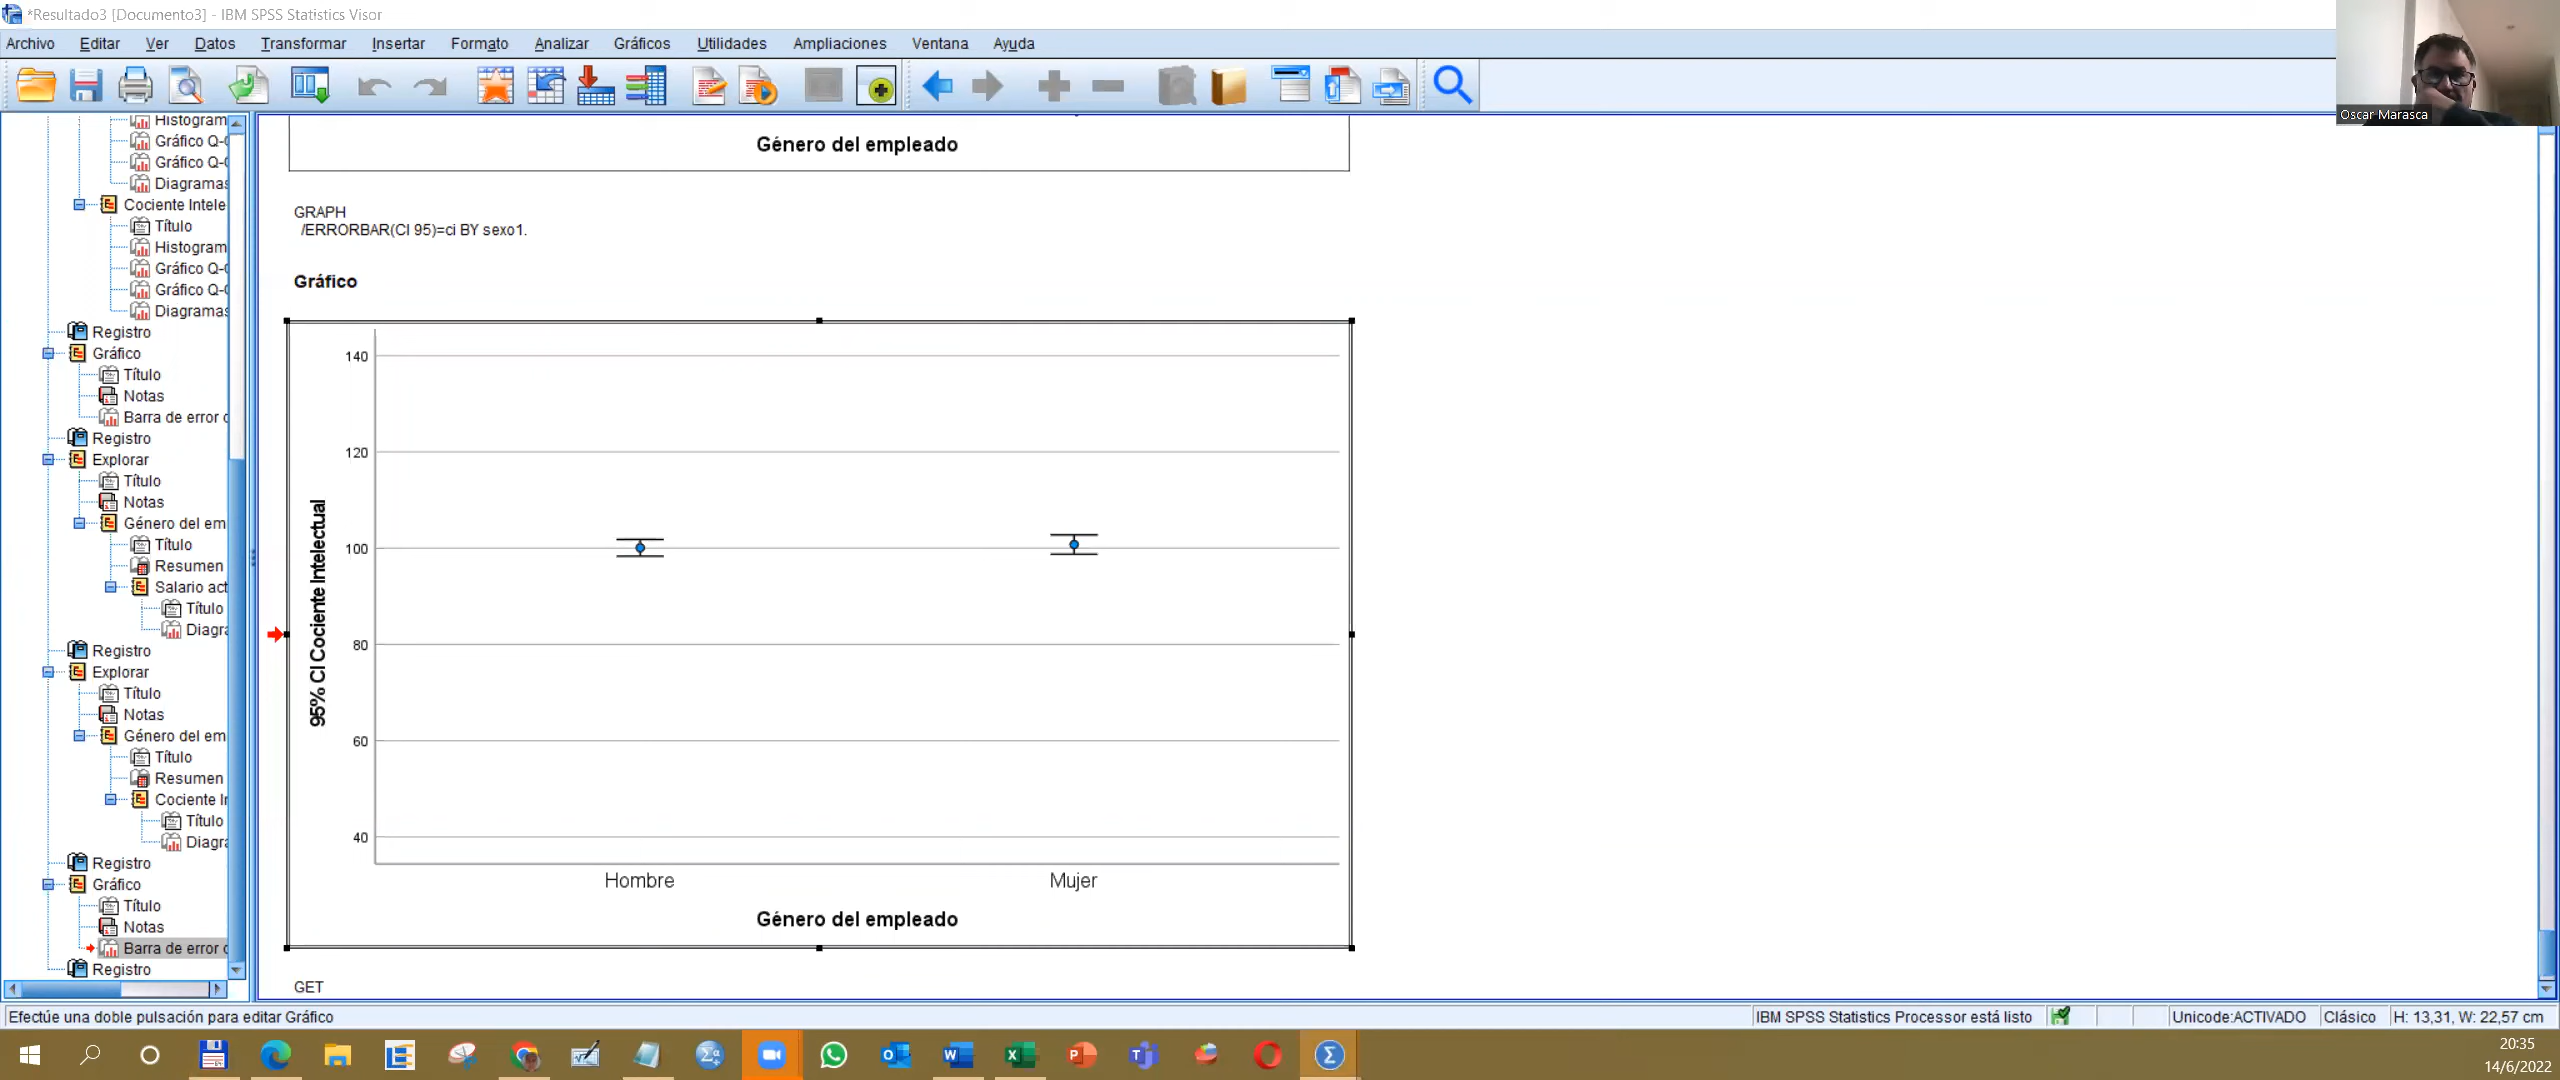 *Resultado3 [Documento3] - IBM SPSS Statistics Visor
Archivo Editar Ver Datos Transformar Insertar Formato Analizar Gráficos Utilidades Ampliaciones Ventana Ayuda
Oscar Marasca
Histogram
Gráfico Q-
Gráfico Q-
Diagramas
Cociente Intele
Título
Histogram
Gráfico Q-
Gráfico Q-
Diagramas
Registro
Gráfico
Título
Notas
Barra de error
Registro
Explorar
Título
Notas
Género del em
Título
Resumen
Salario act
Título
Diagra
Registro
Explorar
Título
Notas
Género del em
Título
Resumen
Cociente Ir
Título
Diagra
Registro
Gráfico
Título
Notas
Barra de error
Registro
Género del empleado
GRAPH
/ERRORBAR(CI 95)=ci BY sexo1.
Gráfico
140
120
100
80
60
40
95% CI Cociente Intelectual
Hombre Mujer
Género del empleado
GET
Efectúe una doble pulsación para editar Gráfico
IBM SPSS Statistics Processor está listo
Unicode:ACTIVADO
Clásico
H: 13,31, W: 22,57 cm
20:35
14/6/2022